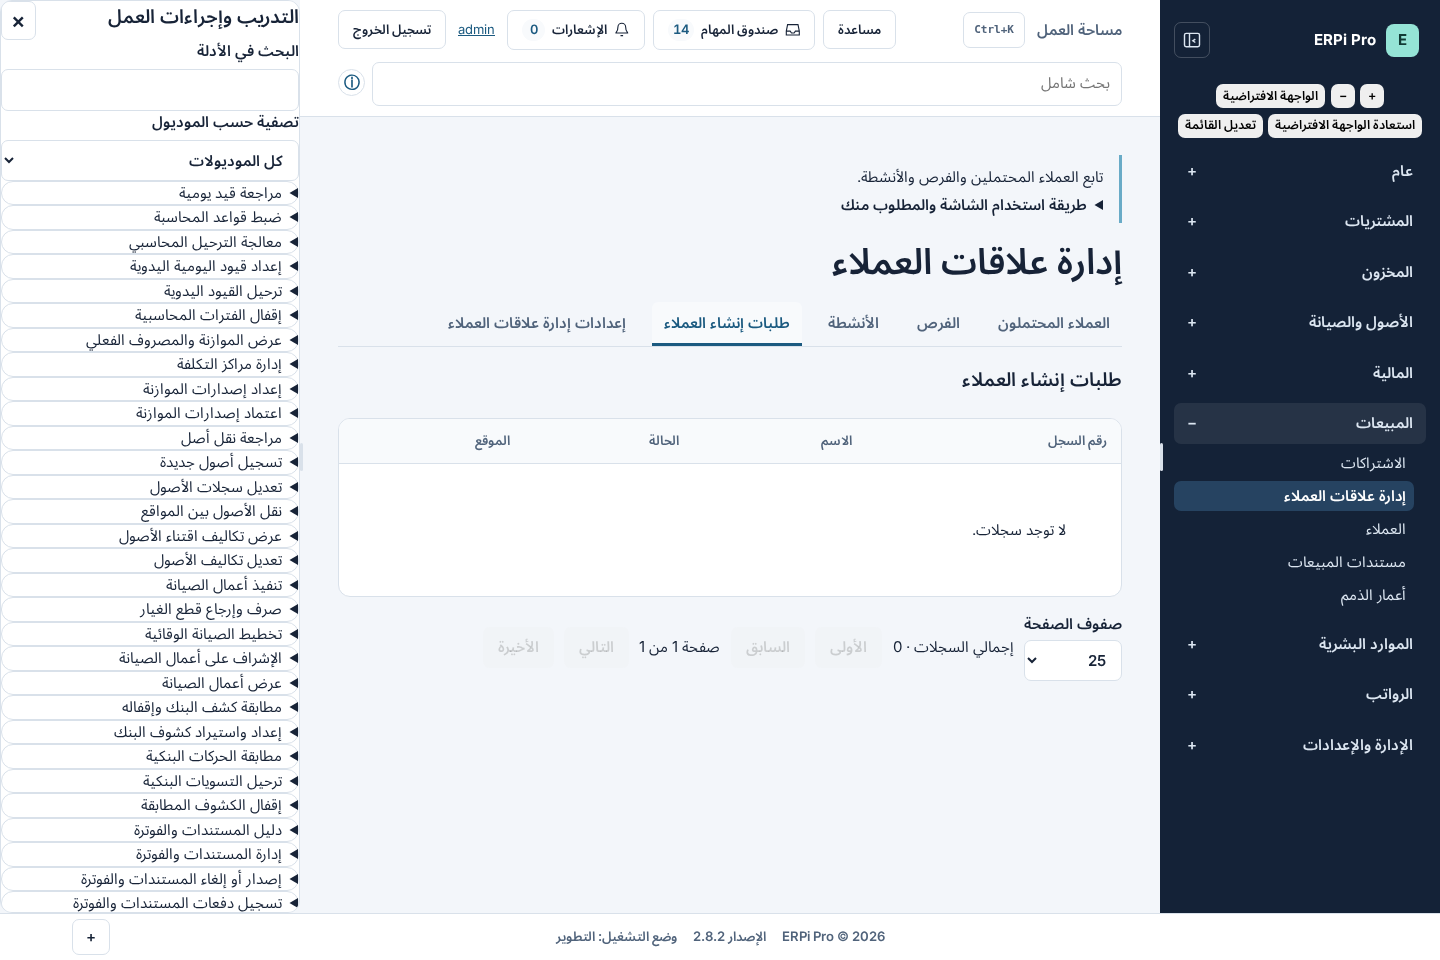 E
ERPi Pro
+
−
الواجهة الافتراضية
استعادة الواجهة الافتراضية
تعديل القائمة
عام
+
المشتريات
+
المخزون
+
الأصول والصيانة
+
المالية
+
المبيعات
−
الاشتراكات
إدارة علاقات العملاء
العملاء
مستندات المبيعات
أعمار الذمم
الموارد البشرية
+
الرواتب
+
الإدارة والإعدادات
+
مساحة العمل
Ctrl+K
مساعدة
صندوق المهام 14
الإشعارات 0
admin
تسجيل الخروج
بحث شامل
تابع العملاء المحتملين والفرص والأنشطة.
طريقة استخدام الشاشة والمطلوب منك
إدارة علاقات العملاء
العملاء المحتملون
الفرص
الأنشطة
طلبات إنشاء العملاء
إعدادات إدارة علاقات العملاء
طلبات إنشاء العملاء
رقم السجل
الاسم
الحالة
الموقع
لا توجد سجلات.
صفوف الصفحة
25
إجمالي السجلات · 0
الأولى
السابق
صفحة 1 من 1
التالي
الأخيرة
التدريب وإجراءات العمل
×
البحث في الأدلة
تصفية حسب الموديول
كل الموديولات
مراجعة قيد يومية
ضبط قواعد المحاسبة
معالجة الترحيل المحاسبي
إعداد قيود اليومية اليدوية
ترحيل القيود اليدوية
إقفال الفترات المحاسبية
عرض الموازنة والمصروف الفعلي
إدارة مراكز التكلفة
إعداد إصدارات الموازنة
اعتماد إصدارات الموازنة
مراجعة نقل أصل
تسجيل أصول جديدة
تعديل سجلات الأصول
نقل الأصول بين المواقع
عرض تكاليف اقتناء الأصول
تعديل تكاليف الأصول
تنفيذ أعمال الصيانة
صرف وإرجاع قطع الغيار
تخطيط الصيانة الوقائية
الإشراف على أعمال الصيانة
عرض أعمال الصيانة
مطابقة كشف البنك وإقفاله
إعداد واستيراد كشوف البنك
مطابقة الحركات البنكية
ترحيل التسويات البنكية
إقفال الكشوف المطابقة
دليل المستندات والفوترة
إدارة المستندات والفوترة
إصدار أو إلغاء المستندات والفوترة
تسجيل دفعات المستندات والفوترة
ERPi Pro © 2026
الإصدار 2.8.2
وضع التشغيل: التطوير
+